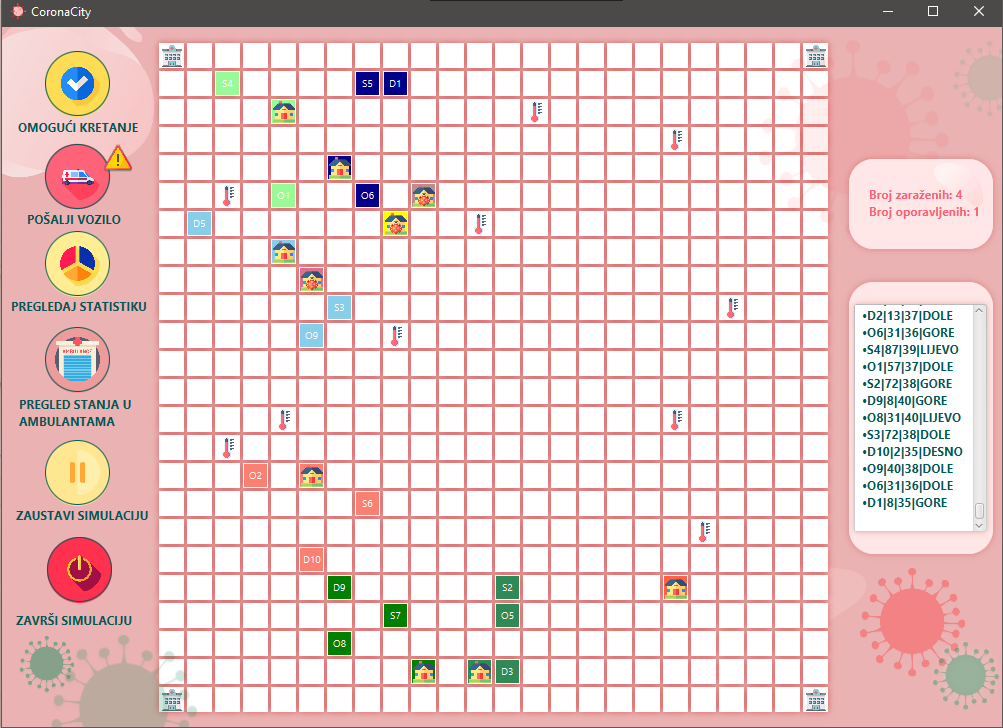 CoronaCity
OMOGUĆI KRETANJE
POŠALJI VOZILO
PREGLEDAJ STATISTIKU
AMBULANCE
PREGLED STANJA U
AMBULANTAMA
ZAUSTAVI SIMULACIJU
ZAVRŠI SIMULACIJU
S4
S5
D1
O1
O6
D5
S3
O9
O2
S6
D10
D9
S2
S7
O5
O8
D3
Broj zaraženih: 4
Broj oporavljenih: 1
•D2|13|37|DOLE
•O6|31|36|GORE
•S4|87|39|LIJEVO
•O1|57|37|DOLE
•S2|72|38|GORE
•D9|8|40|GORE
•O8|31|40|LIJEVO
•S3|72|38|DOLE
•D10|2|35|DESNO
•O9|40|38|DOLE
•O6|31|36|DOLE
•D1|8|35|GORE